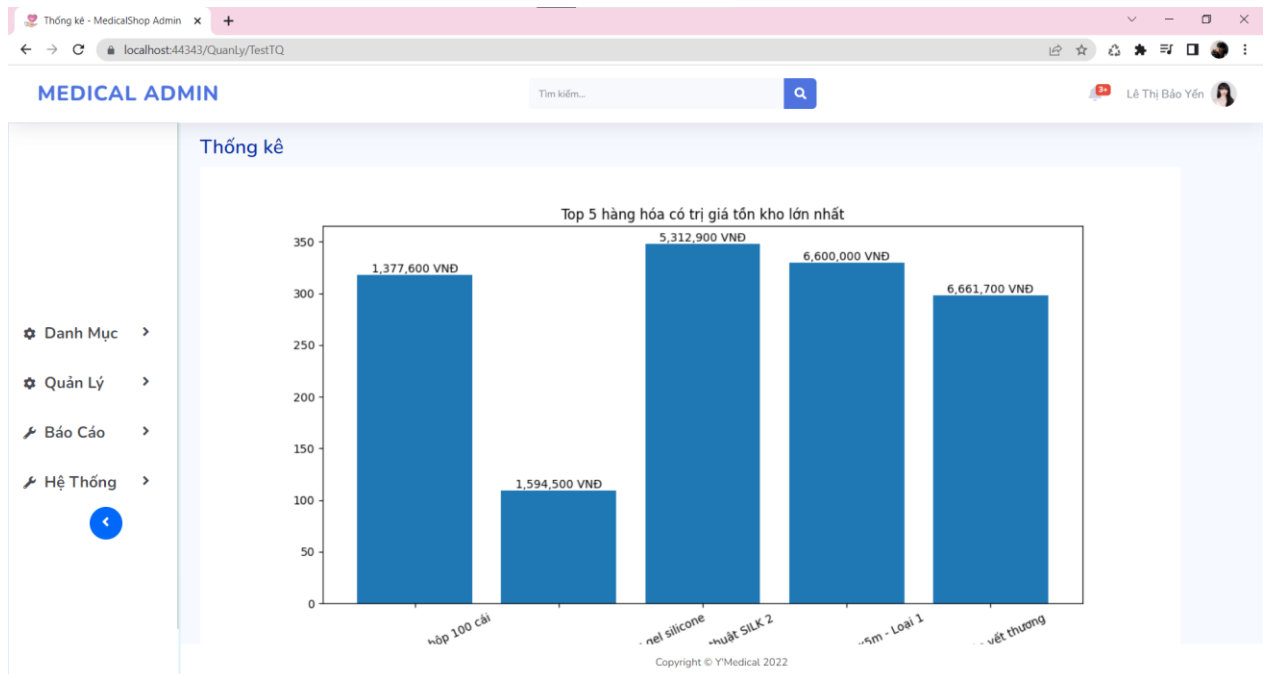 Thống kê - MedicalShop Admin
localhost:44343/QuanLy/TestTQ
MEDICAL ADMIN
Tìm kiếm...
3+
Lê Thị Bảo Yến
Thống kê
Danh Mục
Quản Lý
Báo Cáo
Hệ Thống
Top 5 hàng hóa có trị giá tồn kho lớn nhất
350
300
250
200
150
100
50
0
1,377,600 VNĐ
1,594,500 VNĐ
5,312,900 VNĐ
6,600,000 VNĐ
6,661,700 VNĐ
hộp 100 cái
gel silicone
thuật SILK 2
x5m - Loại 1
vết thương
Copyright © Y'Medical 2022